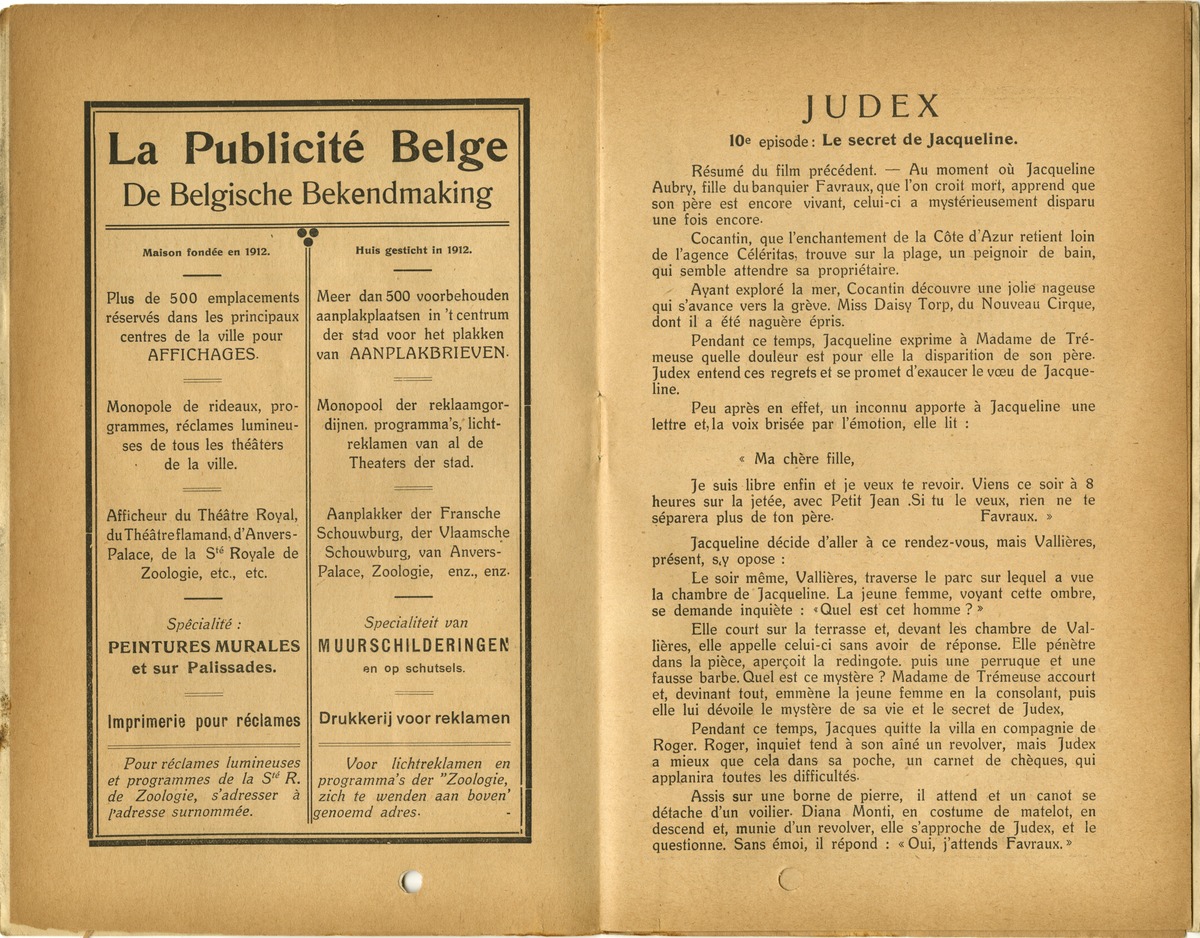 La Publicité Belge
De Belgische Bekendmaking
Maison fondée en 1912.
Plus de 500 emplacements
réservés dans les principaux
centres de la ville pour
AFFICHAGES.
Monopole de rideaux, pro-
grammes, réclames lumineu-
ses de tous les théâters
de la ville.
Afficheur du Théâtre Royal,
du Théâtre flamand, d'Anvers-
Palace, de la Sté Royale de
Zoologie, etc., etc.
Spécialité :
PEINTURES MURALES
et sur Palissades.
Imprimerie pour réclames
Pour réclames lumineuses
et programmes de la Sté R.
de Zoologie, s'adresser à
l'adresse surnommée.
Huis gesticht in 1912.
Meer dan 500 voorbehouden
aanplakplaatsen in 't centrum
der stad voor het plakken
van AANPLAKBRIEVEN.
Monopool der reklaamgor-
dijnen. programma's, licht-
reklamen van al de
Theaters der stad.
Aanplakker der Fransche
Schouwburg, der Vlaamsche
Schouwburg, van Anvers-
Palace, Zoologie, enz., enz.
Specialiteit van
MUURSCHILDERINGEN
en op schutsels.
Drukkerij voor reklamen
Voor lichtreklamen en
programma's der "Zoologie,
zich te wenden aan boven'
genoemd adres. -
JUDEX
10e episode : Le secret de Jacqueline.
Résumé du film précédent. — Au moment où Jacqueline
Aubry, fille du banquier Favraux, que l'on croit mort, apprend que
son père est encore vivant, celui-ci a mystérieusement disparu
une fois encore.
Cocantin, que l'enchantement de la Côte d'Azur retient loin
de l'agence Céléritas, trouve sur la plage, un peignoir de bain,
qui semble attendre sa propriétaire.
Ayant exploré la mer, Cocantin découvre une jolie nageuse
qui s'avance vers la grève. Miss Daisy Torp, du Nouveau Cirque,
dont il a été naguère épris.
Pendant ce temps, Jacqueline exprime à Madame de Tré-
meuse quelle douleur est pour elle la disparition de son père.
Judex entend ces regrets et se promet d'exaucer le vœu de Jacque-
line.
Peu après en effet, un inconnu apporte à Jacqueline une
lettre et, la voix brisée par l'émotion, elle lit :
« Ma chère fille,
Je suis libre enfin et je veux te revoir. Viens ce soir à 8
heures sur la jetée, avec Petit Jean .Si tu le veux, rien ne te
séparera plus de ton père. Favraux. »
Jacqueline décide d'aller à ce rendez-vous, mais Vallières,
présent, s,y opose :
Le soir même, Vallières, traverse le parc sur lequel a vue
la chambre de Jacqueline. La jeune femme, voyant cette ombre,
se demande inquiète : «Quel est cet homme ? »
Elle court sur la terrasse et, devant les chambre de Val-
lières, elle appelle celui-ci sans avoir de réponse. Elle pénètre
dans la pièce, aperçoit la redingote. puis une perruque et une
fausse barbe. Quel est ce mystère ? Madame de Trémeuse accourt
et, devinant tout, emmène la jeune femme en la consolant, puis
elle lui dévoile le mystère de sa vie et le secret de Judex,
Pendant ce temps, Jacques quitte la villa en compagnie de
Roger. Roger, inquiet tend à son aîné un revolver, mais Judex
a mieux que cela dans sa poche, un carnet de chèques, qui
applanira toutes les difficultés.
Assis sur une borne de pierre, il attend et un canot se
détache d'un voilier. Diana Monti, en costume de matelot, en
descend et, munie d'un revolver, elle s'approche de Judex, et le
questionne. Sans émoi, il répond : « Oui, j'attends Favraux. »